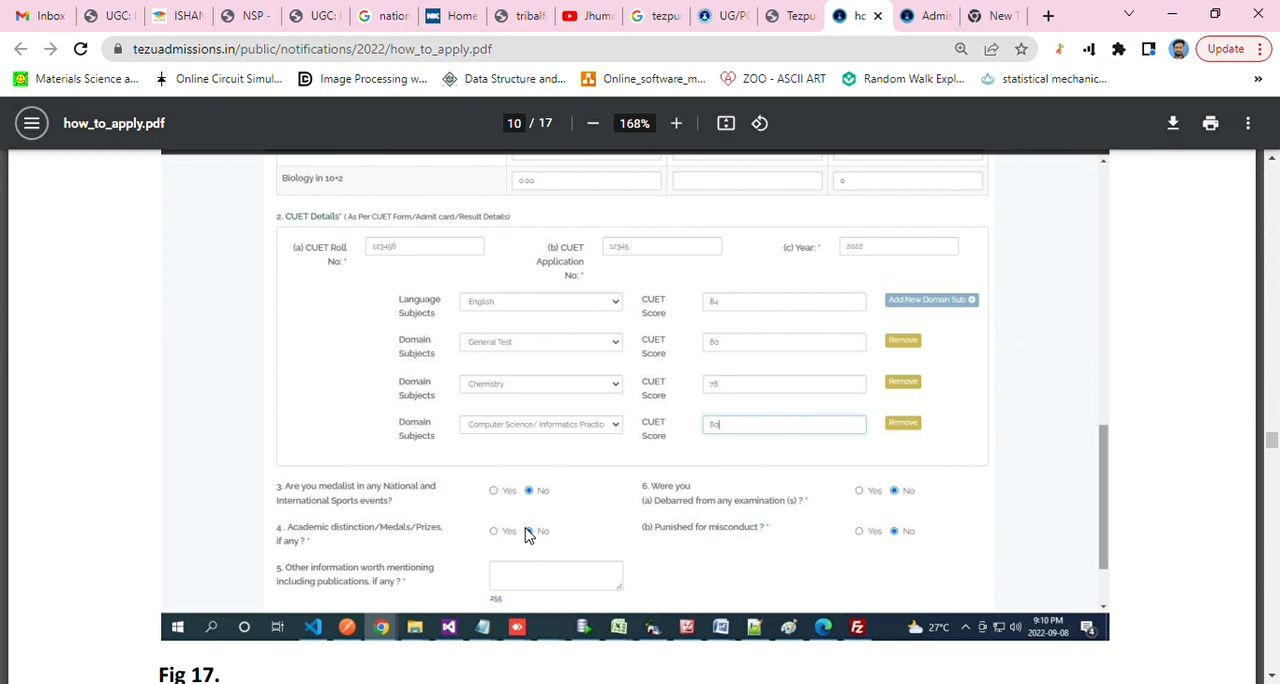 Inbox UGC: ISHAN NSP - UGC: nation Home tribalf Jhumo tezpu UG/PG Tezpu ho Admis New T
tezuadmissions.in/public/notifications/2022/how_to_apply.pdf Update
Materials Science a... Online Circuit Simul... Image Processing w... Data Structure and... Online_software_m... ZOO - ASCII ART Random Walk Expl... statistical mechanic... »
how_to_apply.pdf 10 / 17 168%
Biology in 10+2 0.00 0
2. CUET Details* ( As Per CUET Form/Admit card/Result Details)
(a) CUET Roll No: * 123456 (b) CUET Application No: * 12345 (c) Year: * 2022
Language Subjects English CUET Score 84 Add New Domain Sub
Domain Subjects General Test CUET Score 80 Remove
Domain Subjects Chemistry CUET Score 78 Remove
Domain Subjects Computer Science/ Informatics Practic CUET Score 80 Remove
3. Are you medalist in any National and International Sports events? Yes No
6. Were you
(a) Debarred from any examination (s) ? * Yes No
4 . Academic distinction/Medals/Prizes, if any ? * Yes No
(b) Punished for misconduct ? * Yes No
5. Other information worth mentioning including publications, if any ? *
255
27°C 9:10 PM
2022-09-08 4
Fig 17.